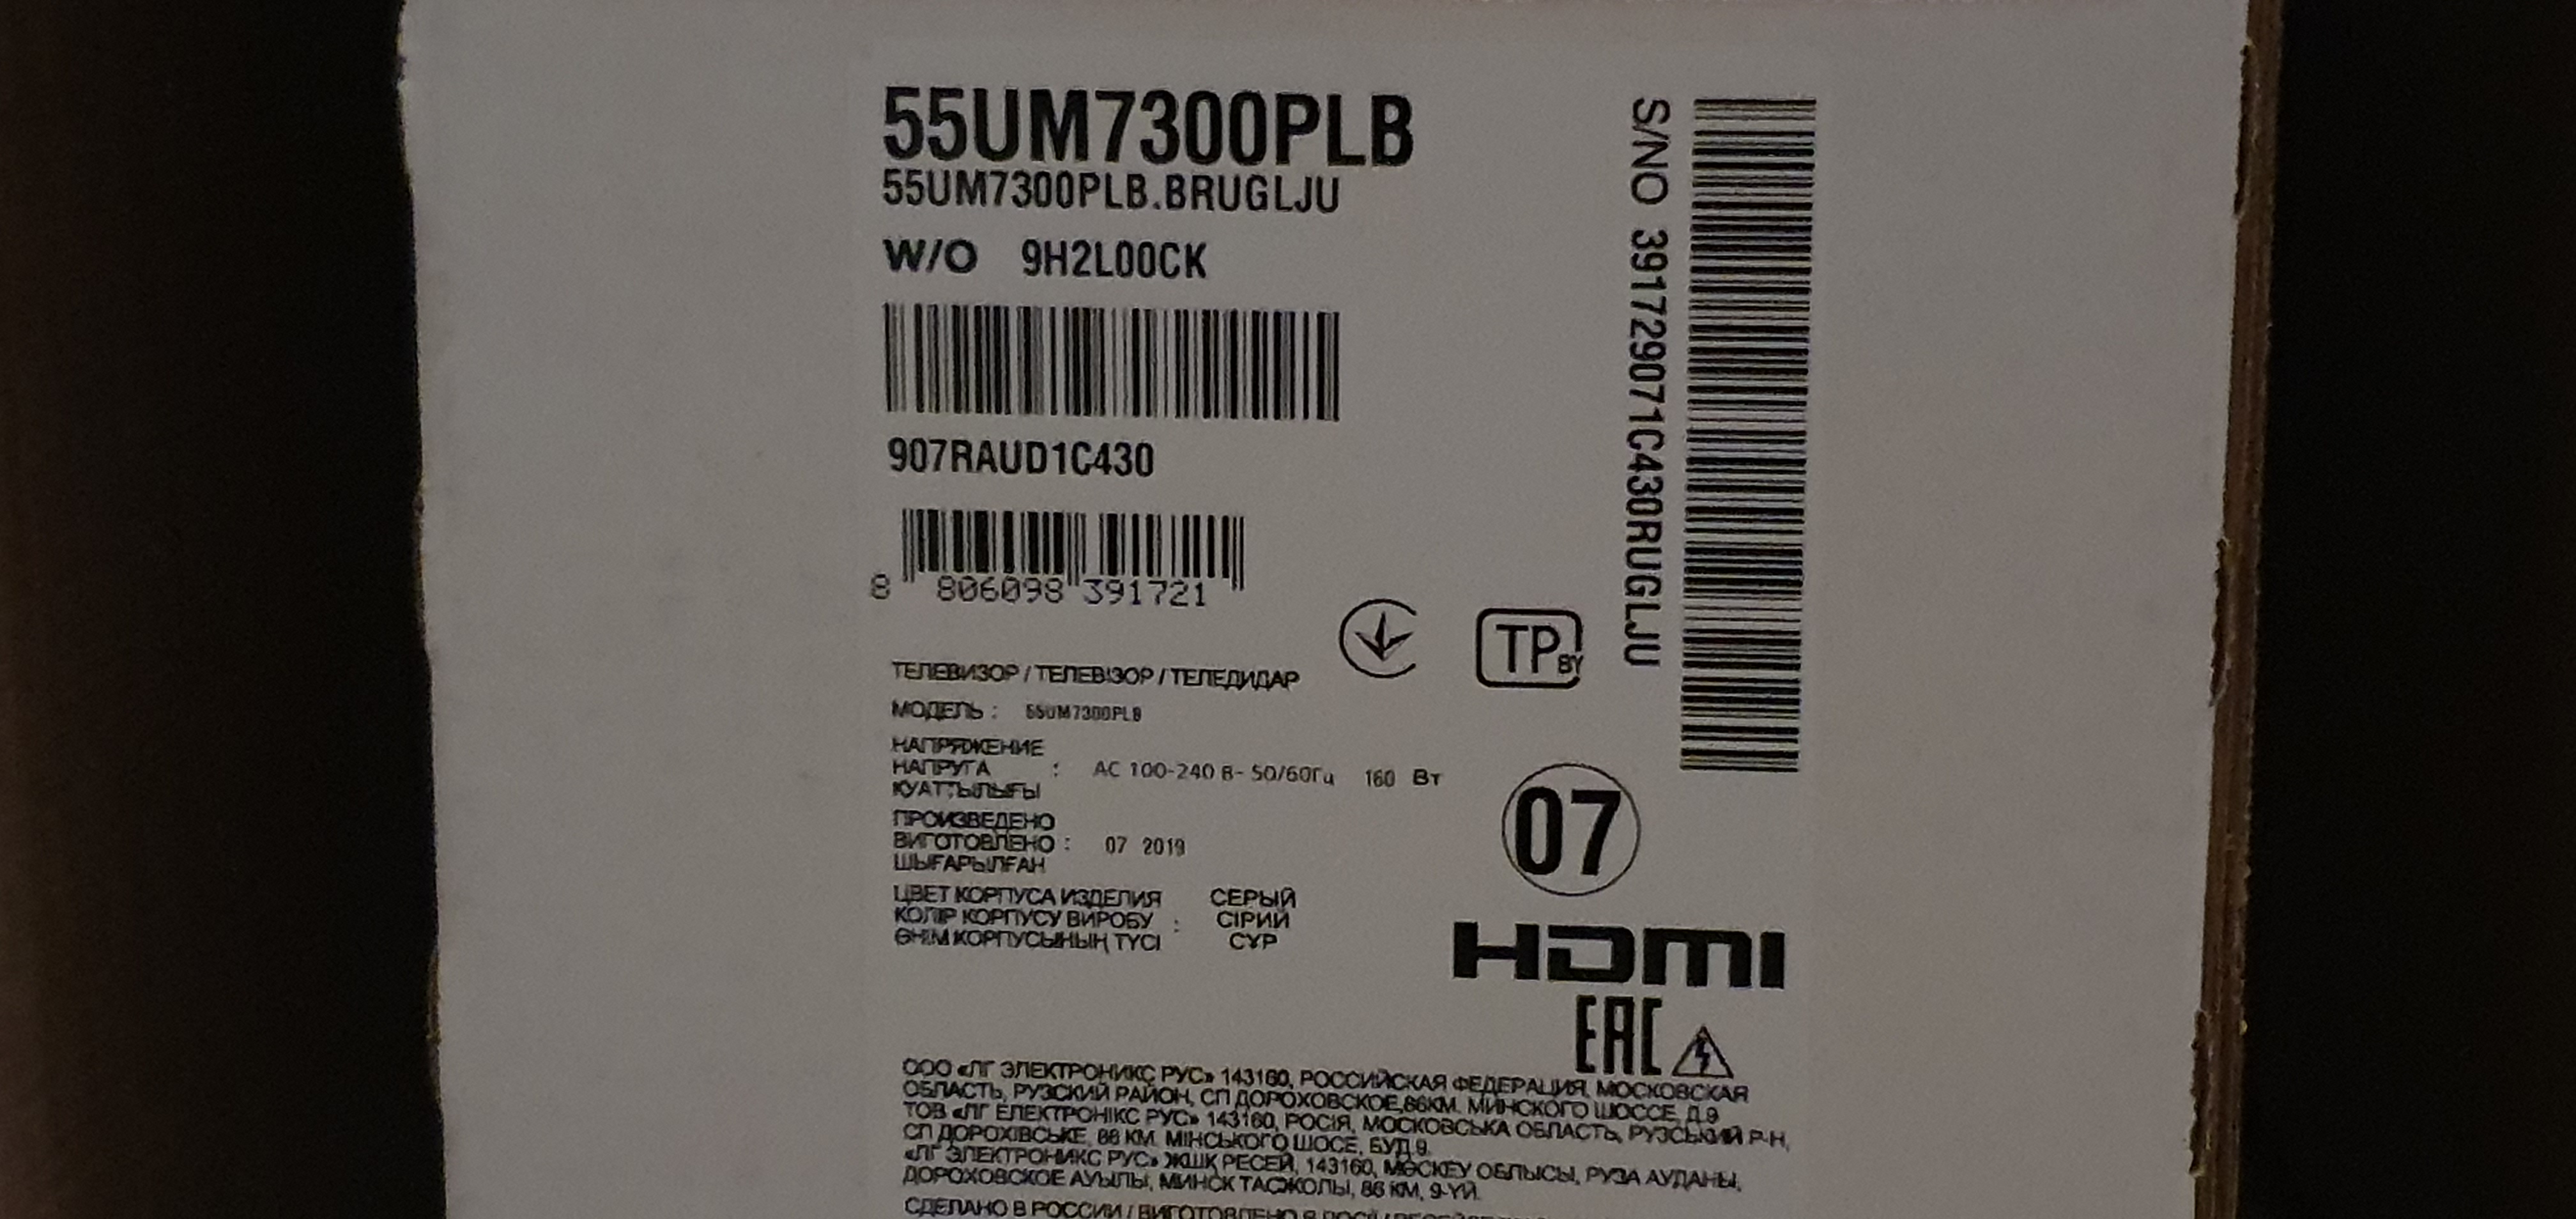 55UM7300PLB
55UM7300PLB.BRUGLJU
W/O 9H2L00CK
907RAUD1C430
8 806098 391721
S/NO 391729071C430RUGLJU
TP BY
ТЕЛЕВИЗОР / ТЕЛЕВІЗОР / ТЕЛЕДИДАР
МОДЕЛЬ : 55UM7300PLB
НАПРЯЖЕНИЕ
НАПРУГА : AC 100-240 В~ 50/60Гц 160 Вт
ҚУАТТЫЛЫҒЫ
ПРОИЗВЕДЕНО
ВИГОТОВЛЕНО : 07 2019
ШЫҒАРЫЛҒАН
07
ЦВЕТ КОРПУСА ИЗДЕЛИЯ СЕРЫЙ
КОЛІР КОРПУСУ ВИРОБУ : СІРИЙ
ӨНІМ КОРПУСЫНЫҢ ТҮСІ СҰР
HDMI
EAC
ООО «ЛГ ЭЛЕКТРОНИКС РУС» 143160, РОССИЙСКАЯ ФЕДЕРАЦИЯ, МОСКОВСКАЯ
ОБЛАСТЬ, РУЗСКИЙ РАЙОН, СП ДОРОХОВСКОЕ,86КМ. МИНСКОГО ШОССЕ, Д.9
ТОВ «ЛГ ЕЛЕКТРОНІКС РУС» 143160, РОСІЯ, МОСКОВСЬКА ОБЛАСТЬ, РУЗСЬКИЙ Р-Н,
СП ДОРОХІВСЬКЕ, 86 КМ. МІНСЬКОГО ШОСЕ, БУД.9.
«ЛГ ЭЛЕКТРОНИКС РУС» ЖШҚ РЕСЕЙ, 143160, МӘСКЕУ ОБЛЫСЫ, РУЗА АУДАНЫ,
ДОРОХОВСКОЕ АУЫЛЫ, МИНСК ТАСЖОЛЫ, 86 КМ, 9-ҮЙ.
СДЕЛАНО В РОССИИ / ВИГОТОВЛЕНО В РОСІЇ /